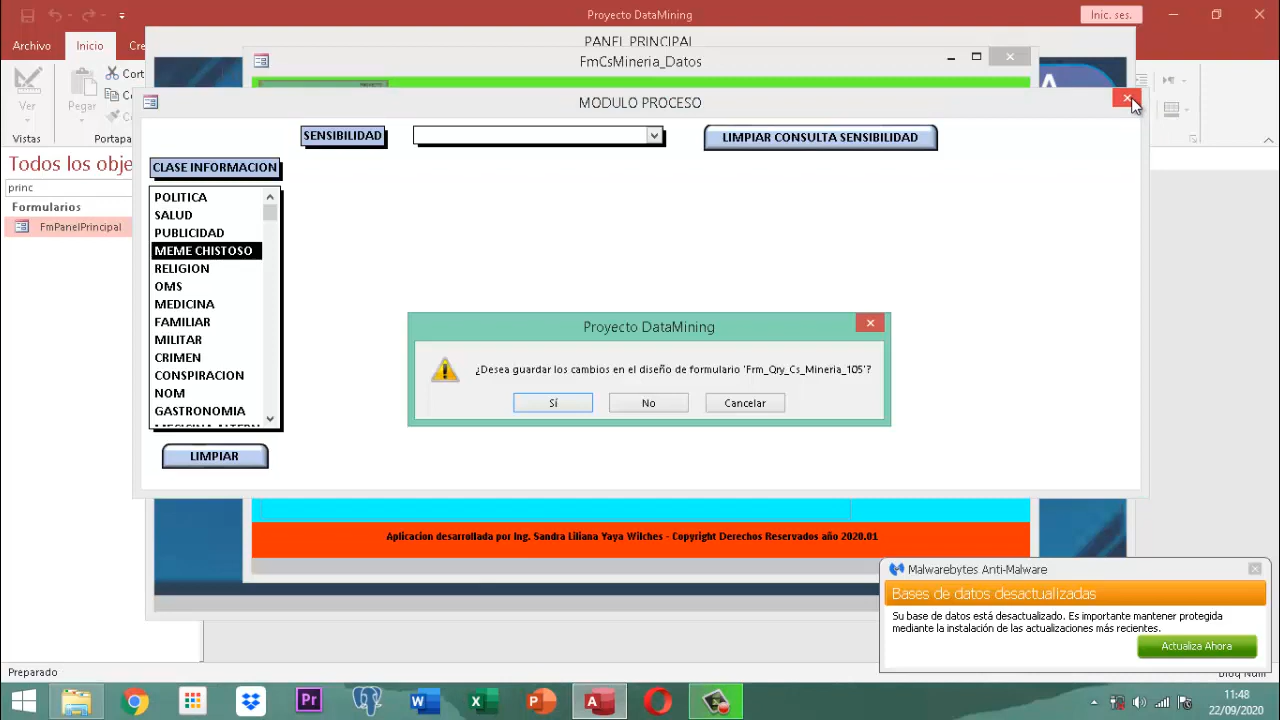 Proyecto DataMining
Inic. ses.
Archivo
Inicio
PANEL PRINCIPAL
FmCsMineria_Datos
Ver
Pegar
Vistas
MODULO PROCESO
SENSIBILIDAD
LIMPIAR CONSULTA SENSIBILIDAD
princ
Formularios
FmPanelPrincipal
CLASE INFORMACION
POLITICA
SALUD
PUBLICIDAD
MEME CHISTOSO
RELIGION
OMS
MEDICINA
FAMILIAR
MILITAR
CRIMEN
CONSPIRACION
NOM
GASTRONOMIA
LIMPIAR
Proyecto DataMining
¿Desea guardar los cambios en el diseño de formulario 'Frm_Qry_Cs_Mineria_105'?
Sí
No
Cancelar
Aplicacion desarrollada por Ing. Sandra Liliana Yaya Wilches - Copyright Derechos Reservados año 2020.01
Malwarebytes Anti-Malware
Bases de datos desactualizadas
Su base de datos está desactualizado. Es importante mantener protegida
mediante la instalación de las actualizaciones más recientes.
Actualiza Ahora
Preparado
Bloq Num
11:48
22/09/2020